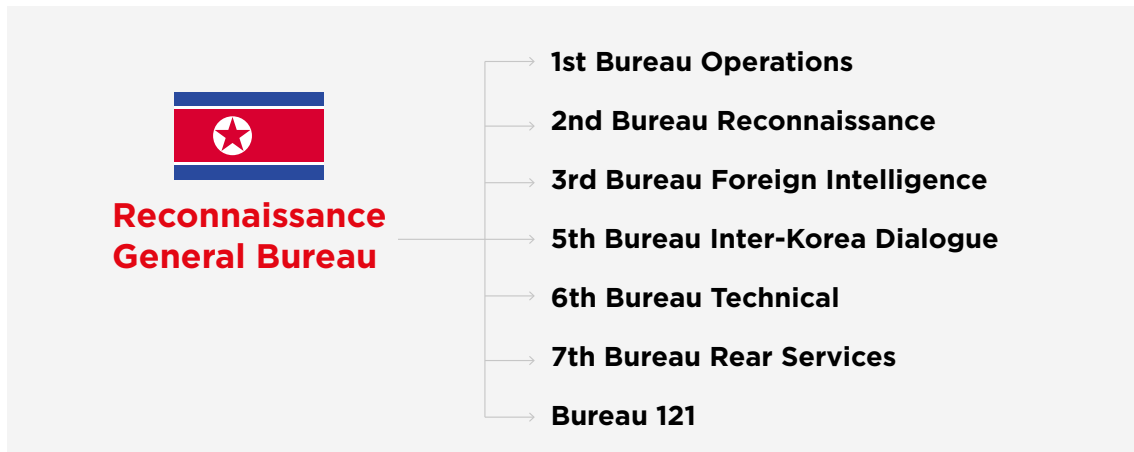 Reconnaissance
General Bureau
1st Bureau Operations
2nd Bureau Reconnaissance
3rd Bureau Foreign Intelligence
5th Bureau Inter-Korea Dialogue
6th Bureau Technical
7th Bureau Rear Services
Bureau 121